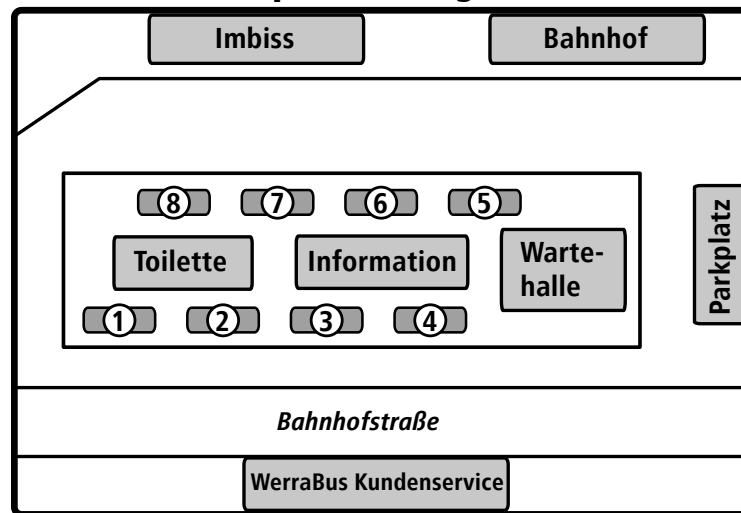 Imbiss
Bahnhof
8
7
6
5
Toilette
Information
Warte-
halle
Parkplatz
1
2
3
4
Bahnhofstraße
WerraBus Kundenservice